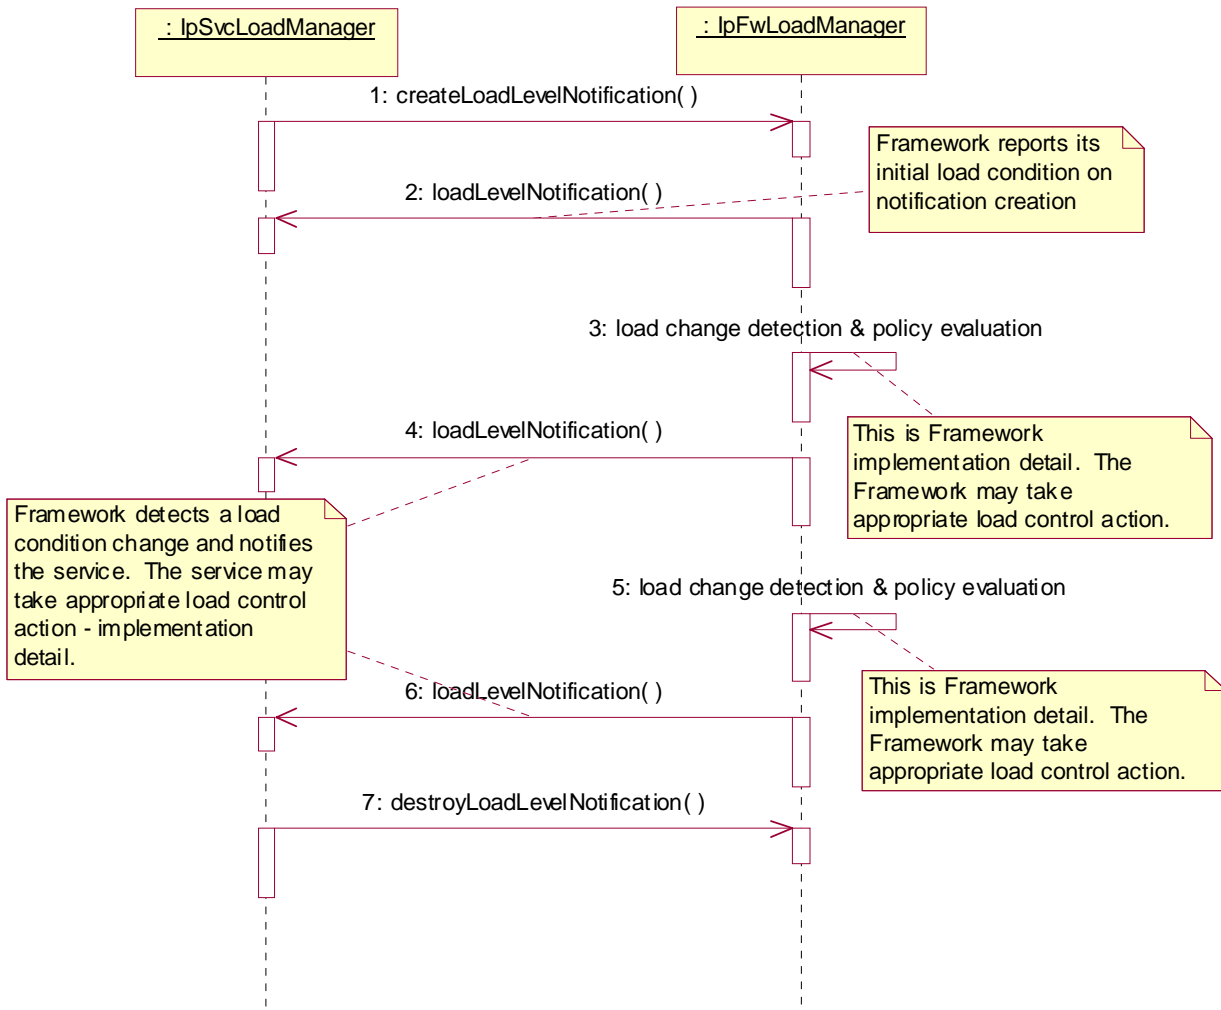 : IpSvcLoadManager
: IpFwLoadManager
1: createLoadLevelNotification( )
Framework reports its
initial load condition on
notification creation
2: loadLevelNotification( )
3: load change detection & policy evaluation
This is Framework
implementation detail. The
Framework may take
appropriate load control action.
4: loadLevelNotification( )
Framework detects a load
condition change and notifies
the service. The service may
take appropriate load control
action - implementation
detail.
5: load change detection & policy evaluation
This is Framework
implementation detail. The
Framework may take
appropriate load control action.
6: loadLevelNotification( )
7: destroyLoadLevelNotification( )